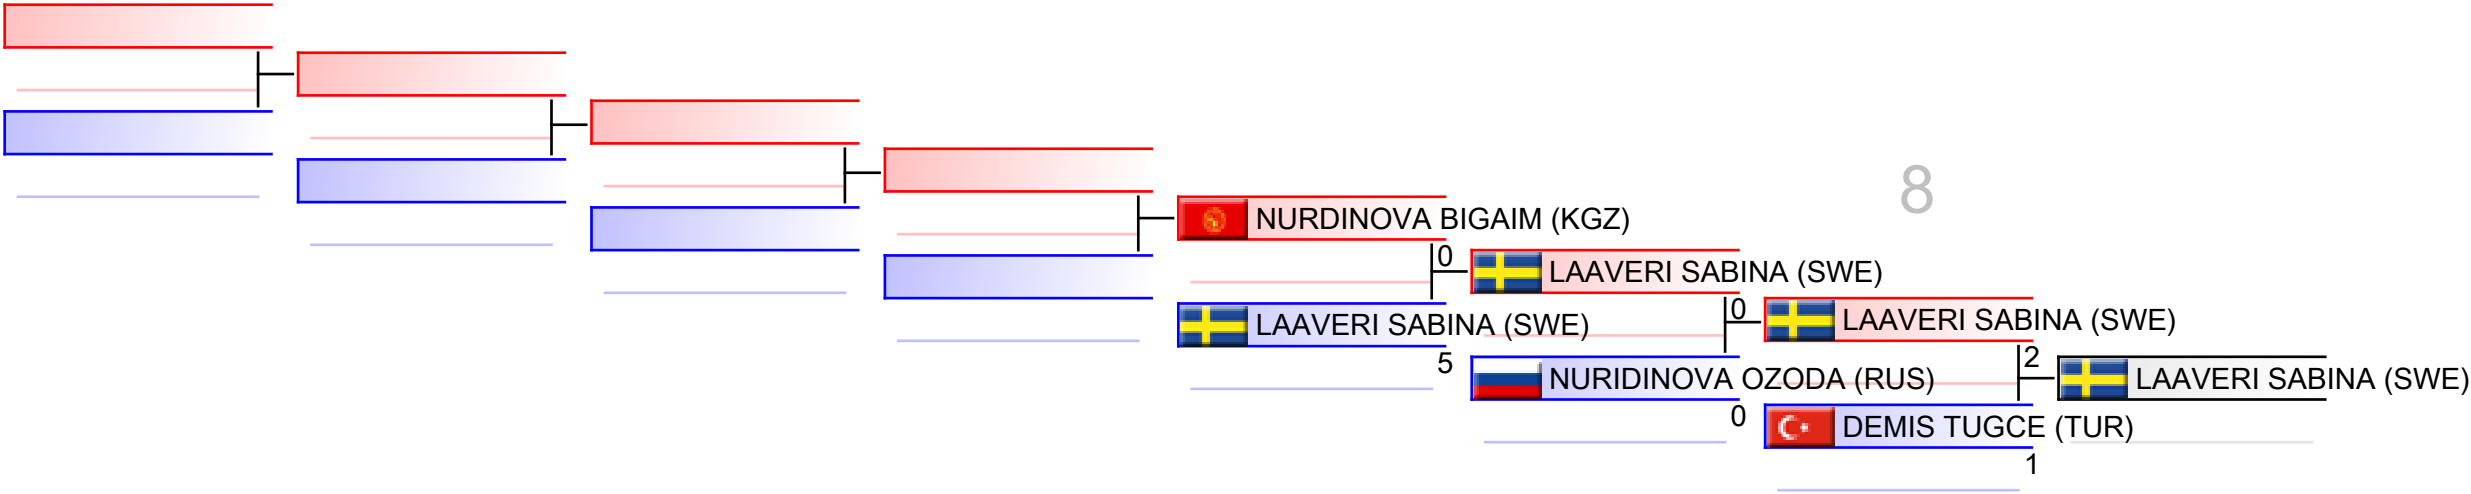 8
NURDINOVA BIGAIM (KGZ)
0
LAAVERI SABINA (SWE)
LAAVERI SABINA (SWE)
5
0
LAAVERI SABINA (SWE)
NURIDINOVA OZODA (RUS)
0
2
LAAVERI SABINA (SWE)
DEMIS TUGCE (TUR)
1